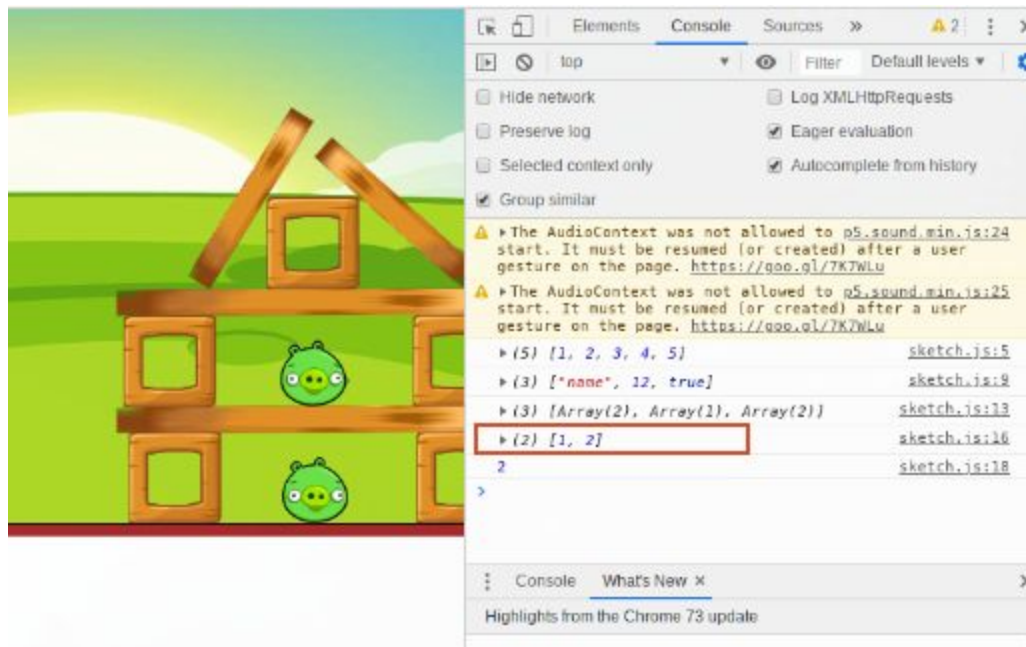 Elements Console Sources » 2
top Filter Default levels ▼
Hide network Log XMLHttpRequests
Preserve log Eager evaluation
Selected context only Autocomplete from history
Group similar
The AudioContext was not allowed to p5.sound.min.js:24
start. It must be resumed (or created) after a user
gesture on the page. https://goo.gl/7K7WLu
The AudioContext was not allowed to p5.sound.min.js:25
start. It must be resumed (or created) after a user
gesture on the page. https://goo.gl/7K7WLu
(5) [1, 2, 3, 4, 5] sketch.js:5
(3) ["name", 12, true] sketch.js:9
(3) [Array(2), Array(1), Array(2)] sketch.js:13
(2) [1, 2] sketch.js:16
2 sketch.js:18
Console What's New ×
Highlights from the Chrome 73 update